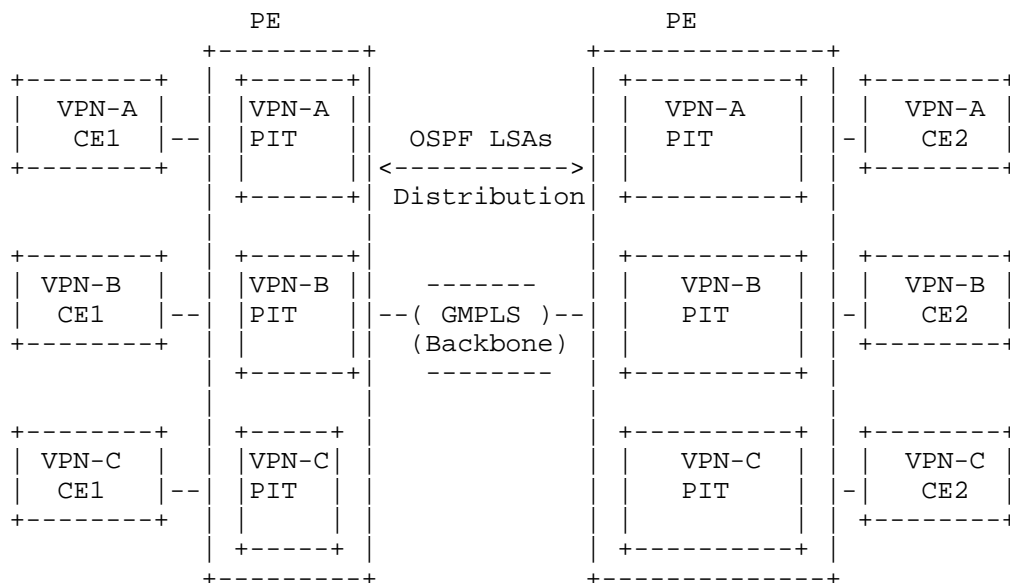 PE PE
VPN-A VPN-A VPN-A VPN-A
CE1 PIT OSPF LSAs PIT CE2
Distribution
VPN-B VPN-B VPN-B VPN-B
CE1 PIT ( GMPLS ) PIT CE2
(Backbone)
VPN-C VPN-C VPN-C VPN-C
CE1 PIT PIT CE2